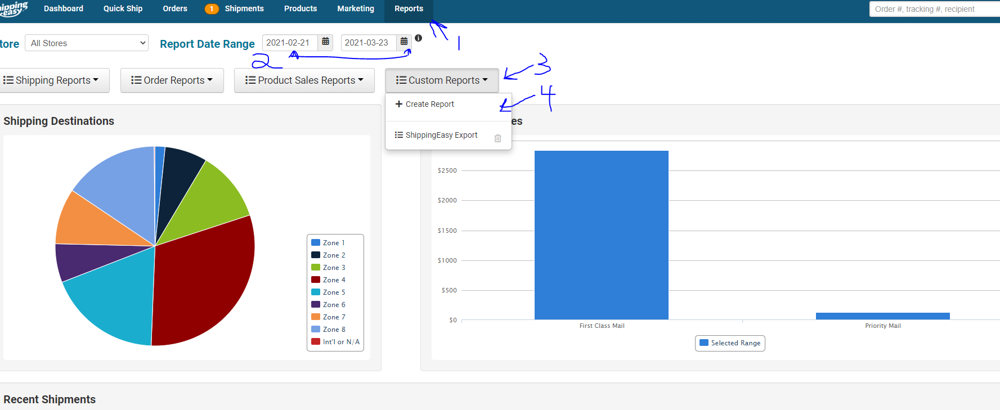 Dashboard Quick Ship Orders 1 Shipments Products Marketing Reports Order #, tracking #, recipient
easy
All Stores Report Date Range 2021-02-21 2021-03-23 1
2
Shipping Reports Order Reports Product Sales Reports Custom Reports 3
Create Report 4
Shipping Destinations
ShippingEasy Export
$2500
$2000
$1500
$1000
$500
$0
First Class Mail Priority Mail
Selected Range
Zone 1
Zone 2
Zone 3
Zone 4
Zone 5
Zone 6
Zone 7
Zone 8
Int'l or N/A
Recent Shipments